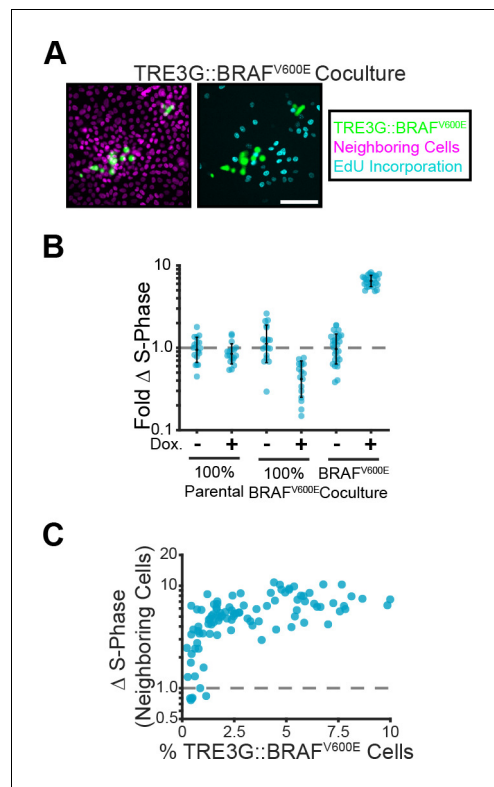 A
TRE3G::BRAFV600E Coculture
TRE3G::BRAFV600E
Neighboring Cells
EdU Incorporation
B
Fold Δ S-Phase
10
1.0
0.1
Dox. - + - + - +
100% 100% BRAFV600E
Parental BRAFV600E Coculture
C
Δ S-Phase
(Neighboring Cells)
20
10
1.0
0.5
0 2.5 5 7.5 10
% TRE3G::BRAFV600E Cells